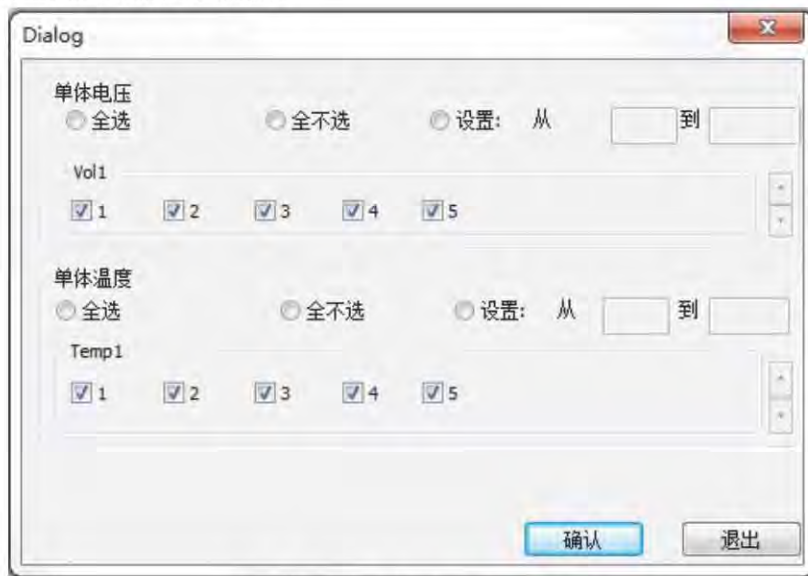 Dialog
单体电压
全选 全不选 设置: 从 到
Vol1
1 2 3 4 5
单体温度
全选 全不选 设置: 从 到
Temp1
1 2 3 4 5
确认 退出